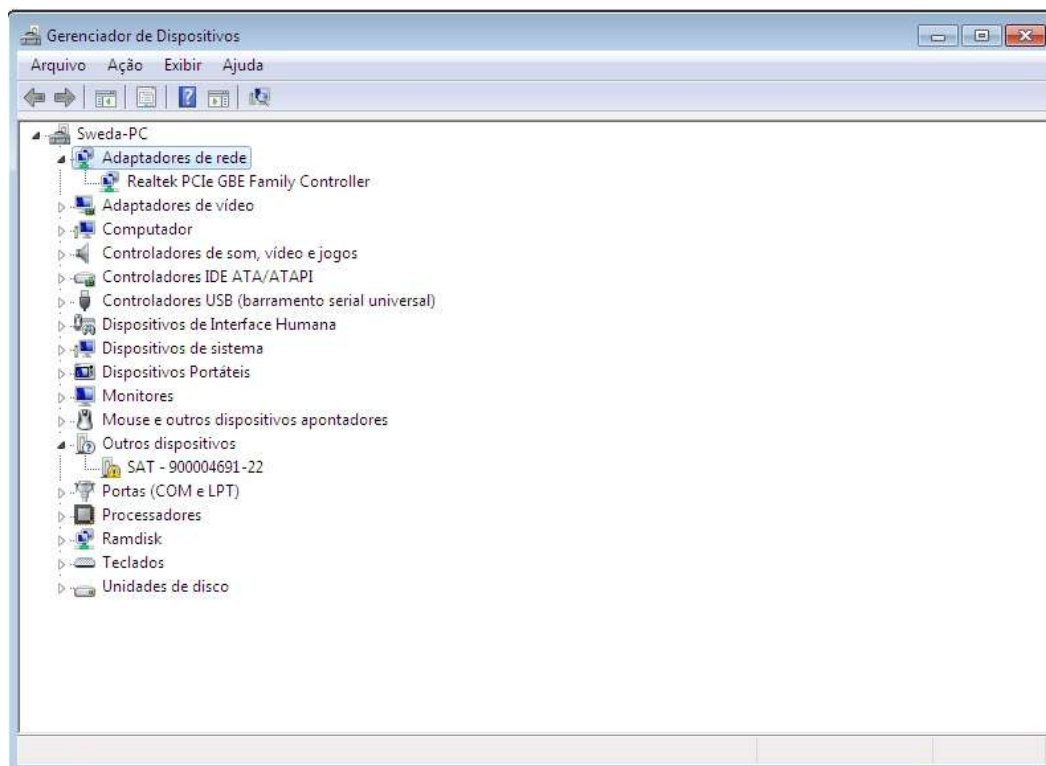 Gerenciador de Dispositivos
Arquivo Ação Exibir Ajuda
Sweda-PC
Adaptadores de rede
Realtek PCIe GBE Family Controller
Adaptadores de vídeo
Computador
Controladores de som, vídeo e jogos
Controladores IDE ATA/ATAPI
Controladores USB (barramento serial universal)
Dispositivos de Interface Humana
Dispositivos de sistema
Dispositivos Portáteis
Monitores
Mouse e outros dispositivos apontadores
Outros dispositivos
SAT - 900004691-22
Portas (COM e LPT)
Processadores
Ramdisk
Teclados
Unidades de disco